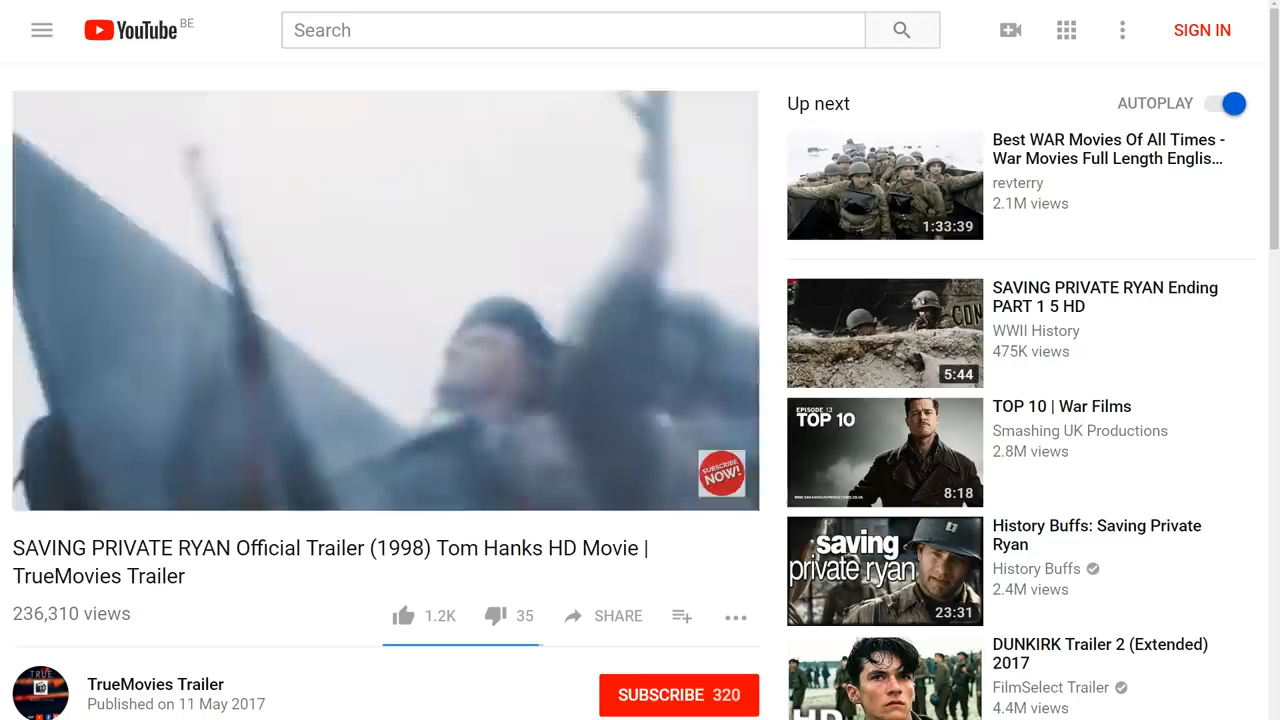 YouTube BE
Search
SIGN IN
SUBSCRIBE
NOW!
SAVING PRIVATE RYAN Official Trailer (1998) Tom Hanks HD Movie |
TrueMovies Trailer
236,310 views
1.2K
35
SHARE
TRUE
TrueMovies Trailer
Published on 11 May 2017
SUBSCRIBE 320
Up next
AUTOPLAY
1:33:39
Best WAR Movies Of All Times -
War Movies Full Length Englis...
revterry
2.1M views
CON
5:44
SAVING PRIVATE RYAN Ending
PART 1 5 HD
WWII History
475K views
EPISODE 13
TOP 10
8:18
TOP 10 | War Films
Smashing UK Productions
2.8M views
saving
private ryan
23:31
History Buffs: Saving Private
Ryan
History Buffs
2.4M views
HD
DUNKIRK Trailer 2 (Extended)
2017
FilmSelect Trailer
4.4M views